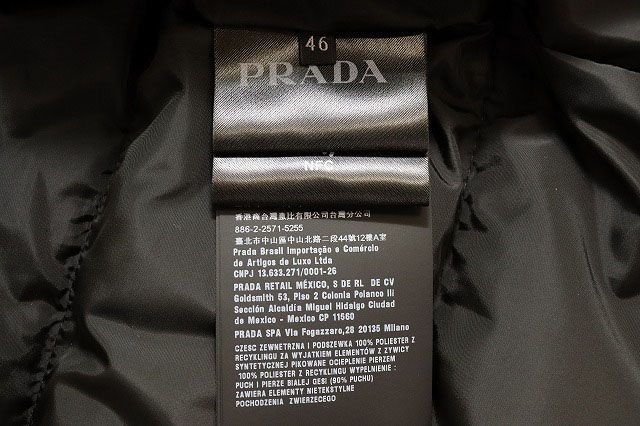 46
PRADA
NFC
香港商台灣普拉達有限公司台灣分公司
886-2-2571-5255
臺北市中山區中山北路二段44號12樓A室
Prada Brasil Importação e Comércio
de Artigos de Luxo Ltda
CNPJ 13.633.271/0001-26
PRADA RETAIL MÉXICO, S DE RL DE CV
Goldsmith 53, Piso 2 Colonia Polanco III
Sección Alcaldía Miguel Hidalgo Ciudad
de Mexico - Mexico CP 11560
PRADA SPA Via Fogazzaro,28 20135 Milano
CZESC ZEWNETRZNA I PODSZEWKA 100% POLIESTER Z
RECYKLINGU ZA WYJATKIEM ELEMENTÓW Z ZYWICY
SYNTETYCZNEJ PIKOWANE OCIEPLENIE PIERZEM
100% POLIESTER Z RECYKLINGU WYPELNIENIE :
PUCH I PIERZE BIALEJ GESI (90% PUCHU)
ZAWIERA ELEMENTY NIETEKSTYLNE
POCHODZENIA ZWIERZECEGO